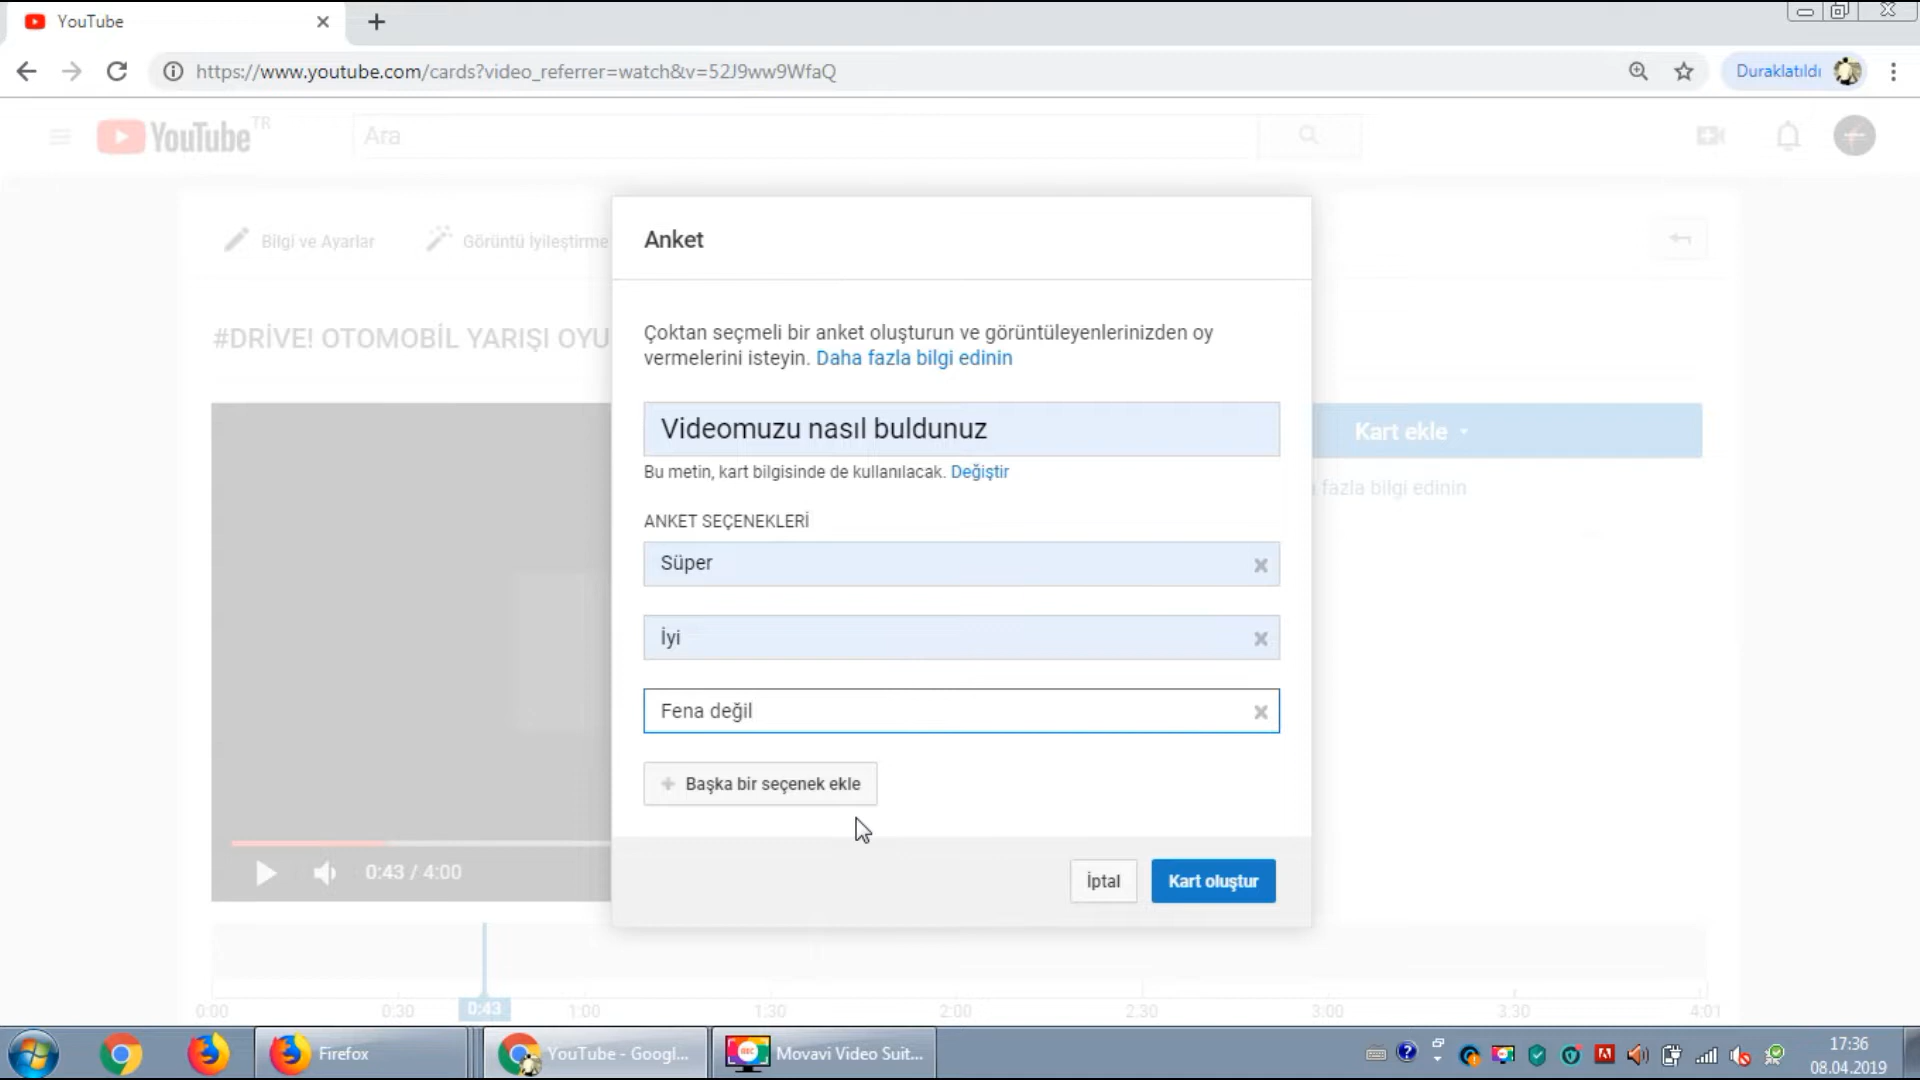 YouTube
https://www.youtube.com/cards?video_referrer=watch&v=52J9ww9WfaQ
Duraklatıldı
YouTube TR
Ara
Bilgi ve Ayarlar
Görüntü İyileştirme
Anket
#DRİVE! OTOMOBİL YARIŞI OYU
Çoktan seçmeli bir anket oluşturun ve görüntüleyenlerinizden oy
vermelerini isteyin. Daha fazla bilgi edinin
Videomuzu nasıl buldunuz
Kart ekle
Bu metin, kart bilgisinde de kullanılacak. Değiştir
fazla bilgi edinin
ANKET SEÇENEKLERİ
Süper
İyi
Fena değil
Başka bir seçenek ekle
0:43 / 4:00
İptal
Kart oluştur
0:00 0:30 0:43 1:00 1:30 2:00 2:30 3:00 3:30 4:01
Firefox
YouTube - Googl...
Movavi Video Suit...
17:36
08.04.2019